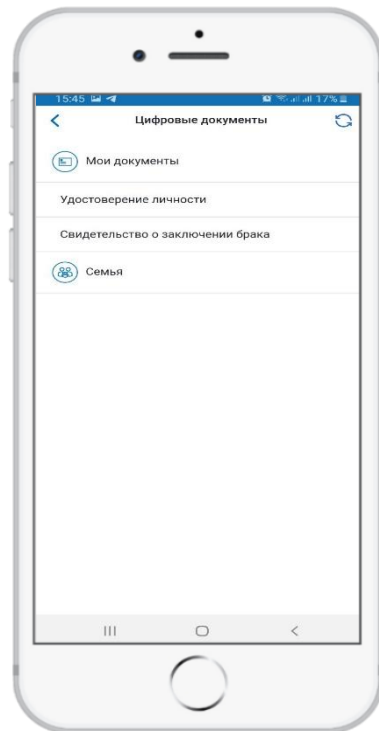 15:45 17%
Цифровые документы
Мои документы
Удостоверение личности
Свидетельство о заключении брака
Семья